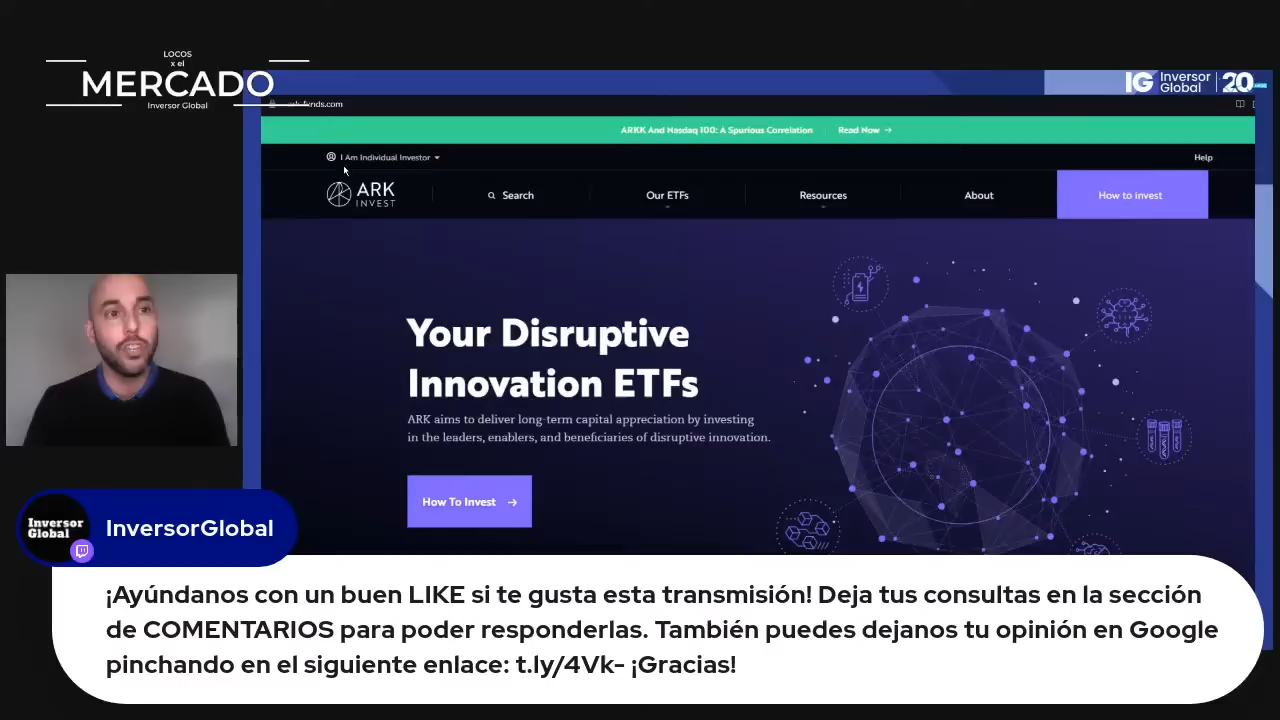 LOCOS
x el
MERCADO
Inversor Global
IG Inversor Global | 20
ark-funds.com
ARKK And Nasdaq 100: A Spurious Correlation Read Now →
I Am Individual Investor
Help
ARK
INVEST
Search
Our ETFs
Resources
About
How to invest
Your Disruptive
Innovation ETFs
ARK aims to deliver long-term capital appreciation by investing
in the leaders, enablers, and beneficiaries of disruptive innovation.
How To Invest →
Inversor
Global
InversorGlobal
¡Ayúndanos con un buen LIKE si te gusta esta transmisión! Deja tus consultas en la sección
de COMENTARIOS para poder responderlas. También puedes dejanos tu opinión en Google
pinchando en el siguiente enlace: t.ly/4Vk- ¡Gracias!